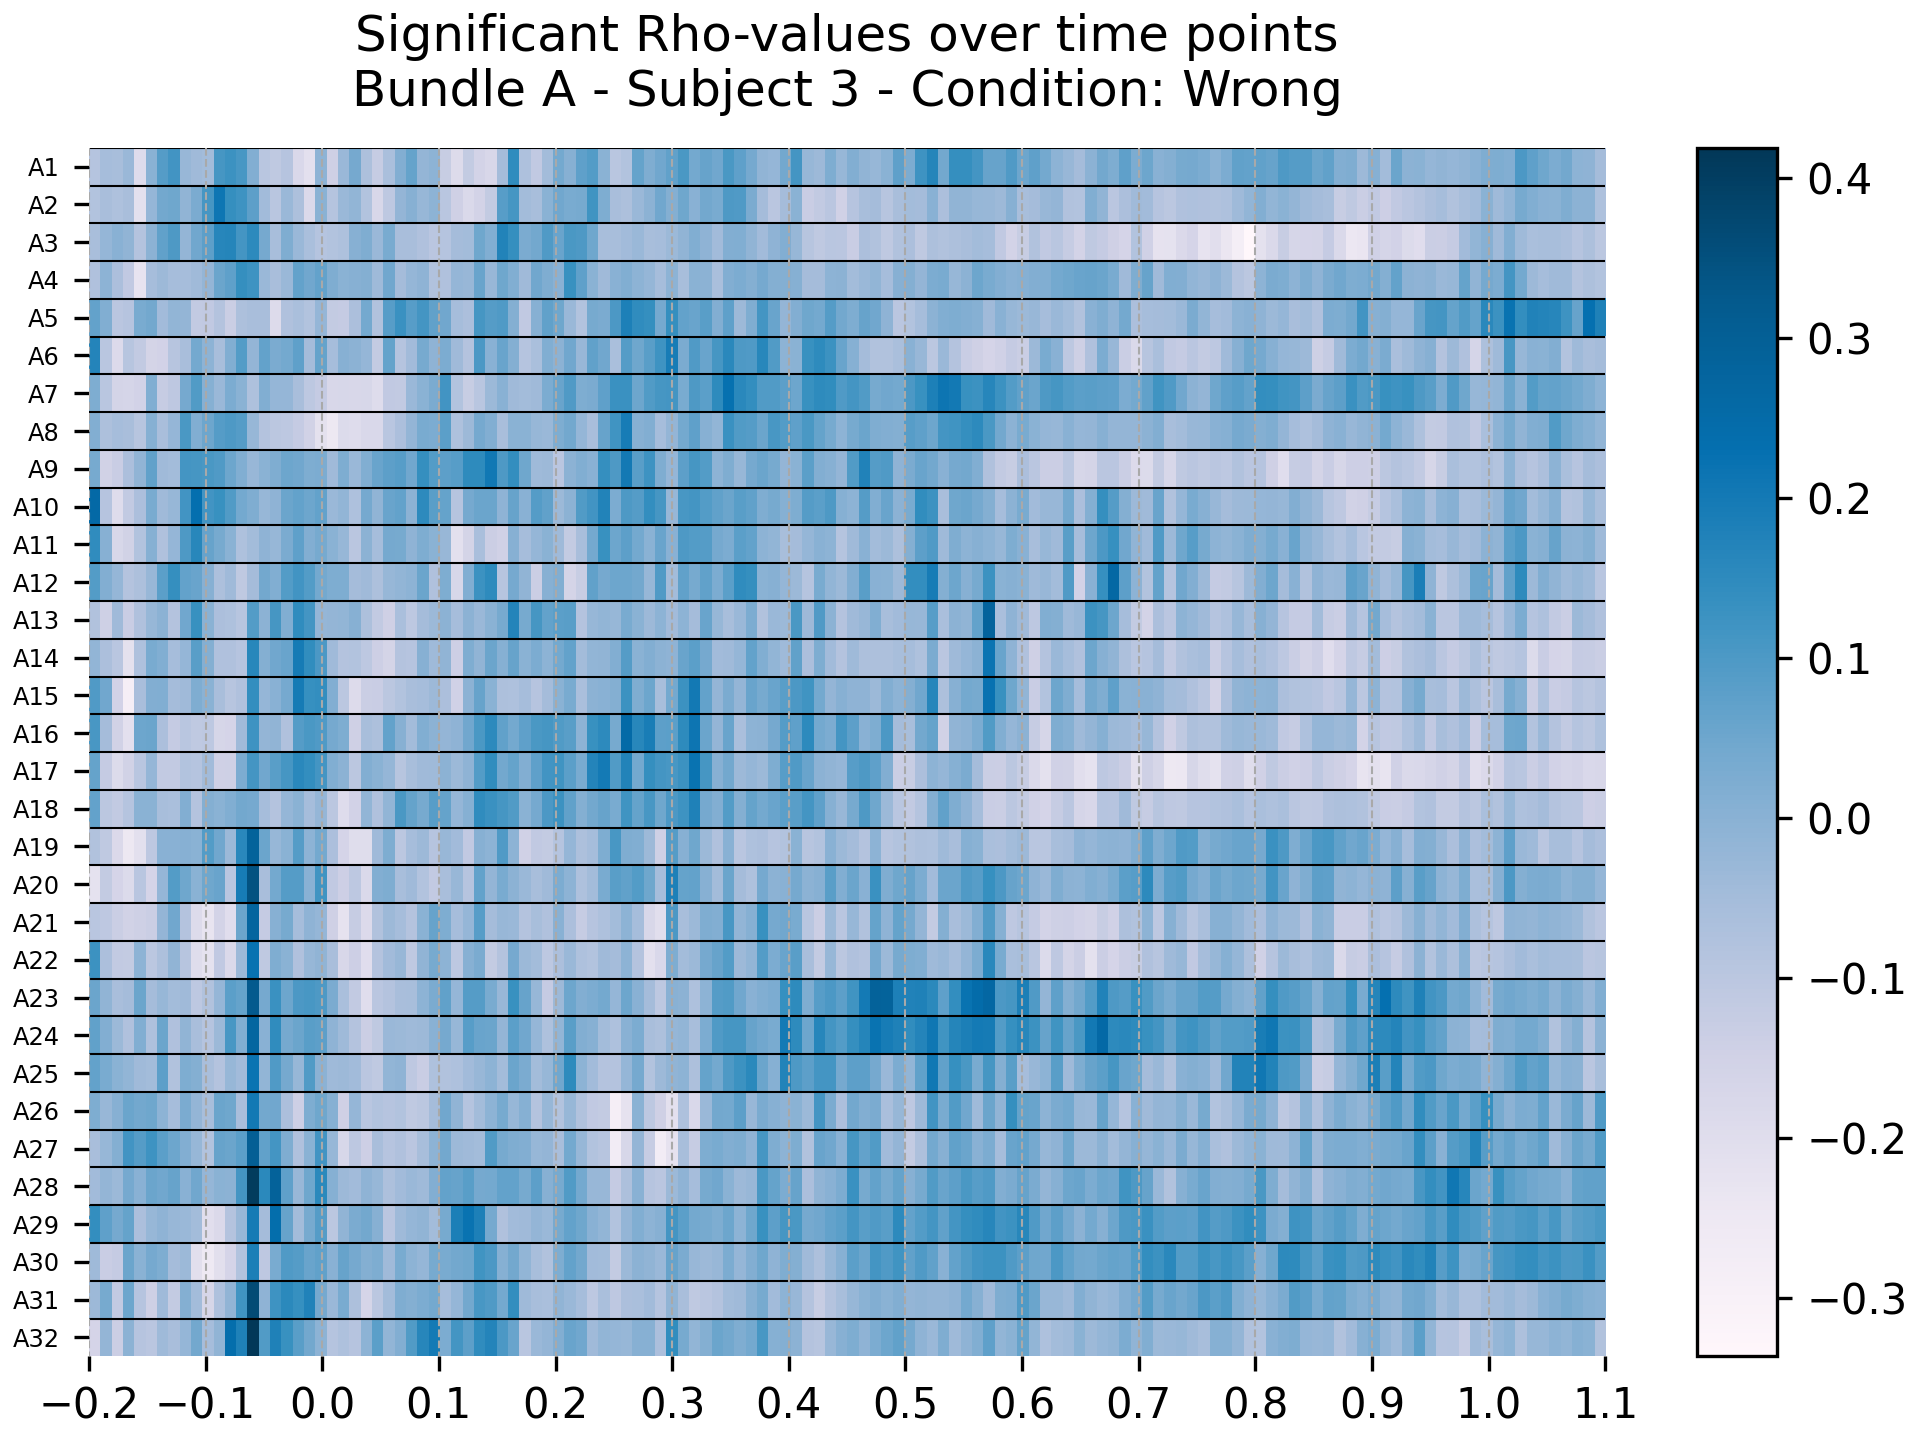 Significant Rho-values over time points
Bundle A - Subject 3 - Condition: Wrong
A1
A2
A3
A4
A5
A6
A7
A8
A9
A10
A11
A12
A13
A14
A15
A16
A17
A18
A19
A20
A21
A22
A23
A24
A25
A26
A27
A28
A29
A30
A31
A32
−0.2 −0.1 0.0 0.1 0.2 0.3 0.4 0.5 0.6 0.7 0.8 0.9 1.0 1.1
0.4
0.3
0.2
0.1
0.0
−0.1
−0.2
−0.3